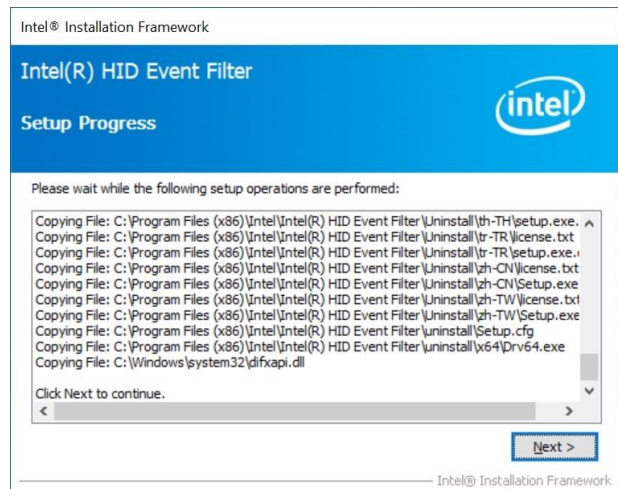 Intel® Installation Framework
Intel(R) HID Event Filter
intel
Setup Progress
Please wait while the following setup operations are performed:
Copying File: C:\Program Files (x86)\Intel\Intel(R) HID Event Filter\Uninstall\th-TH\setup.exe.
Copying File: C:\Program Files (x86)\Intel\Intel(R) HID Event Filter\Uninstall\tr-TR\license.txt
Copying File: C:\Program Files (x86)\Intel\Intel(R) HID Event Filter\Uninstall\tr-TR\setup.exe.
Copying File: C:\Program Files (x86)\Intel\Intel(R) HID Event Filter\Uninstall\zh-CN\license.txt
Copying File: C:\Program Files (x86)\Intel\Intel(R) HID Event Filter\Uninstall\zh-CN\Setup.exe
Copying File: C:\Program Files (x86)\Intel\Intel(R) HID Event Filter\Uninstall\zh-TW\license.txt
Copying File: C:\Program Files (x86)\Intel\Intel(R) HID Event Filter\Uninstall\zh-TW\Setup.exe
Copying File: C:\Program Files (x86)\Intel\Intel(R) HID Event Filter\uninstall\Setup.cfg
Copying File: C:\Program Files (x86)\Intel\Intel(R) HID Event Filter\uninstall\x64\Drv64.exe
Copying File: C:\Windows\system32\difxapi.dll
Click Next to continue.
Next >
Intel(R) Installation Framework